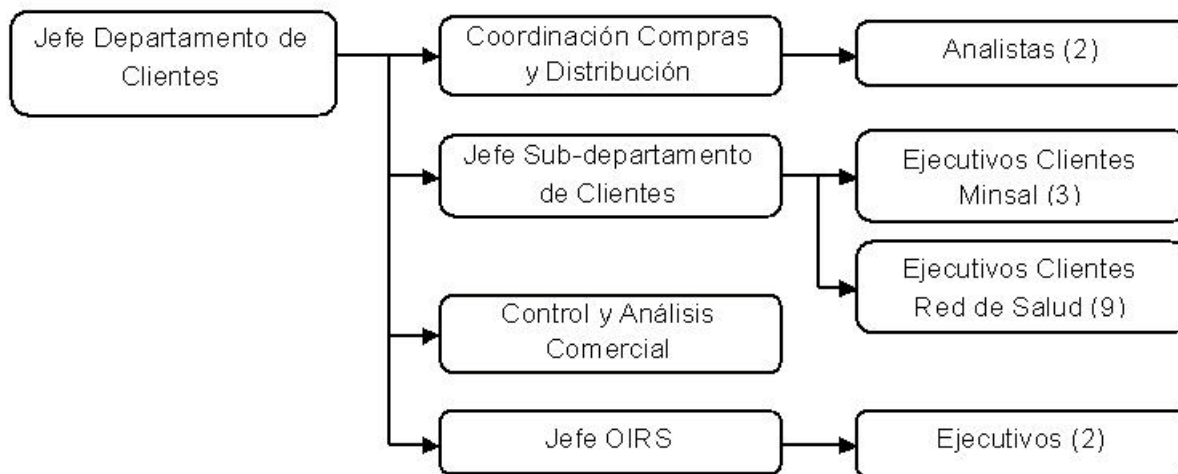 Jefe Departamento de
Clientes
Coordinación Compras
y Distribución
Analistas (2)
Jefe Sub-departamento
de Clientes
Ejecutivos Clientes
Minsal (3)
Ejecutivos Clientes
Red de Salud (9)
Control y Análisis
Comercial
Jefe OIRS
Ejecutivos (2)